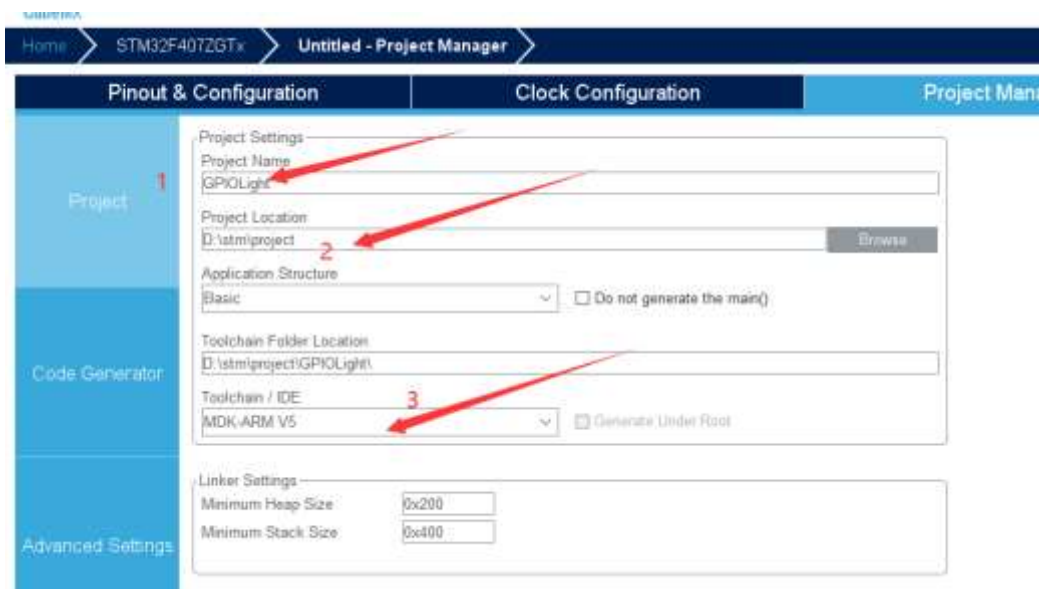 Home STM32F407ZGTx Untitled - Project Manager
Pinout & Configuration Clock Configuration Project Mana
Project Settings
Project Name
GPIOLight
1
Project
Project Location
D:\stm\project Browse
2
Application Structure
Basic Do not generate the main()
Toolchain Folder Location
D:\stm\project\GPIOLight\
Code Generator
Toolchain / IDE
3
MDK-ARM V5 Generate Under Root
Linker Settings
Minimum Heap Size 0x200
Minimum Stack Size 0x400
Advanced Settings